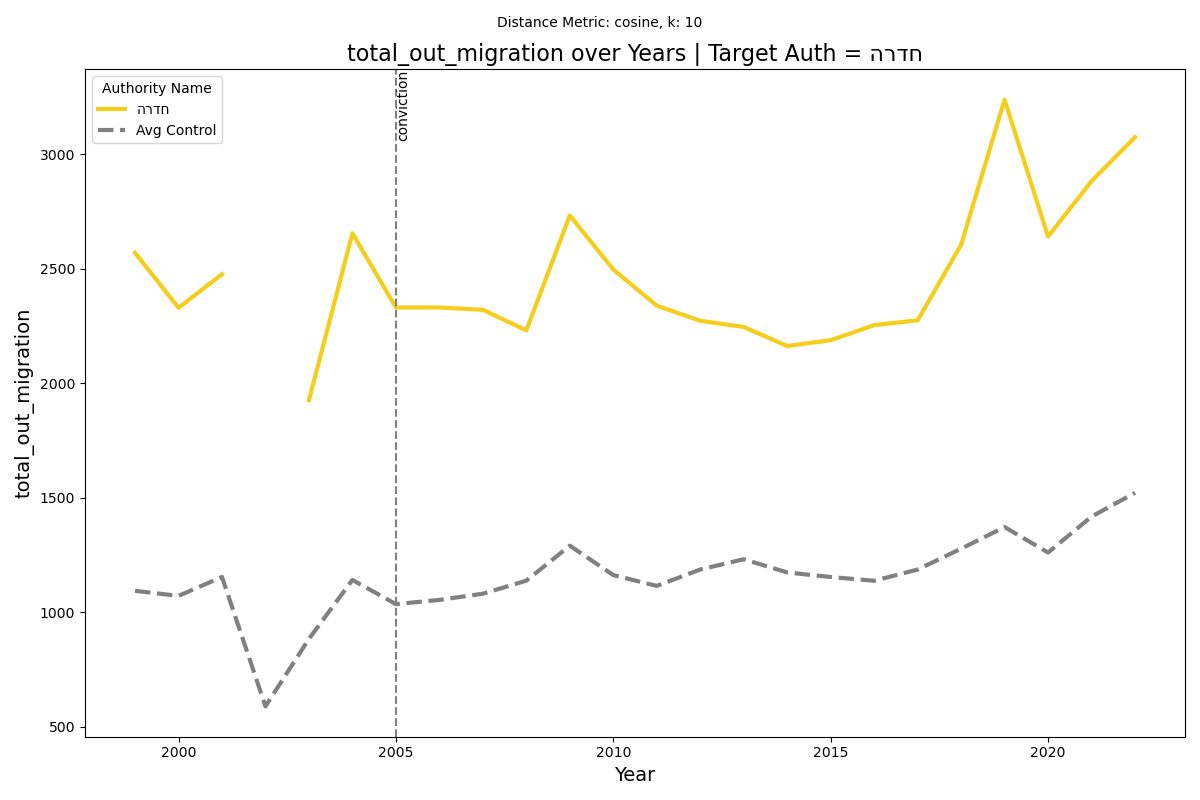 Distance Metric: cosine, k: 10
total_out_migration over Years | Target Auth = חדרה
Authority Name
חדרה
Avg Control
conviction
total_out_migration
3000
2500
2000
1500
1000
500
2000
2005
2010
2015
2020
Year